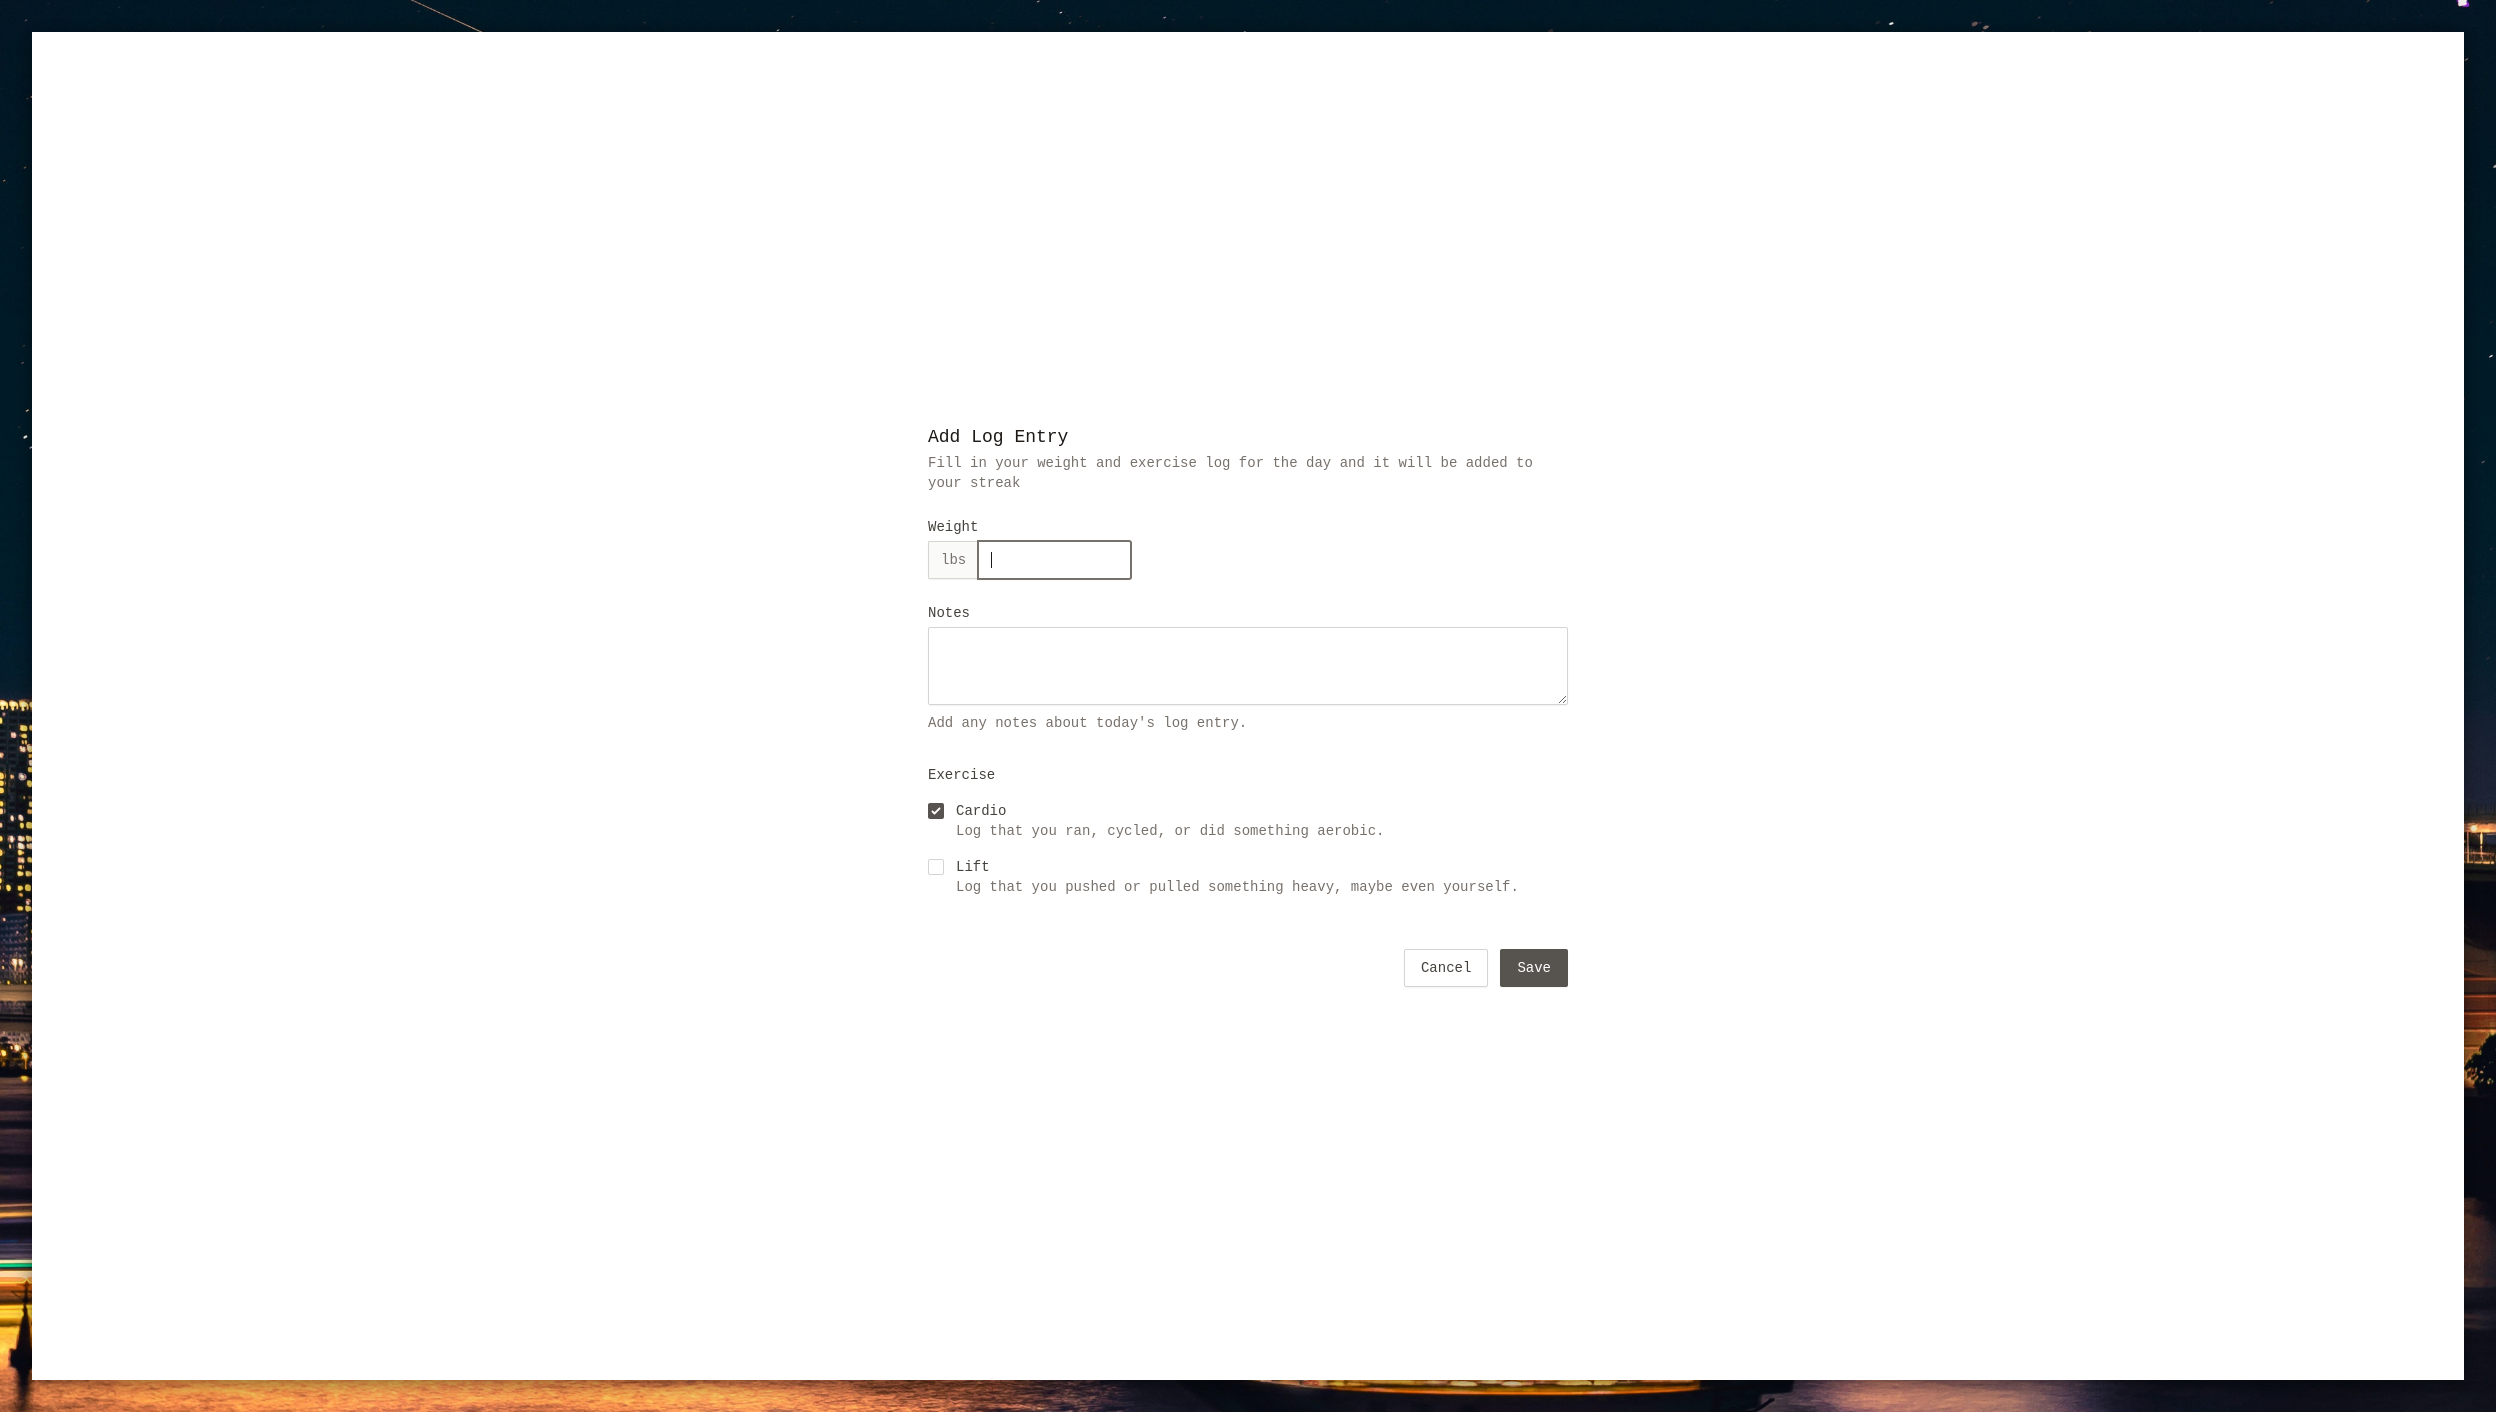 Add Log Entry
Fill in your weight and exercise log for the day and it will be added to
your streak
Weight
lbs
Notes
Add any notes about today's log entry.
Exercise
Cardio
Log that you ran, cycled, or did something aerobic.
Lift
Log that you pushed or pulled something heavy, maybe even yourself.
Cancel
Save